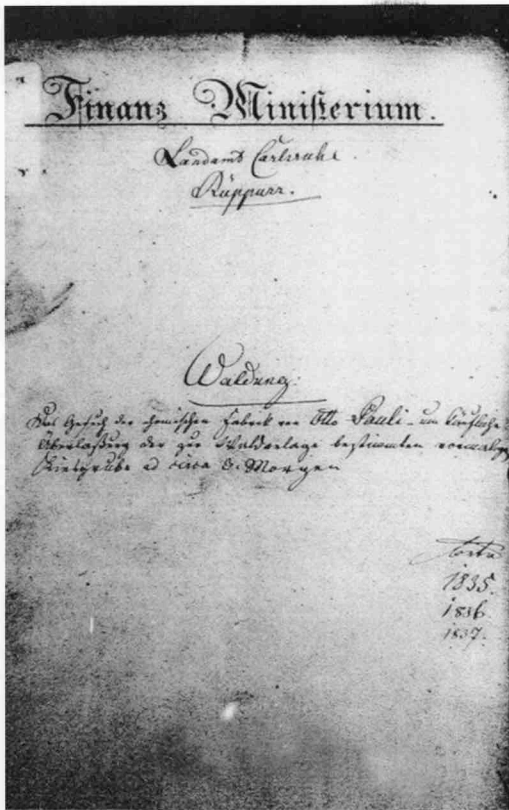 Finanz Ministerium.
Landamt Carlsruhe.
Rüppurr.
Waldung.
Das Gesuch der chemischen Fabrik von Otto Pauli um käufliche
Überlaßung der zur Waldanlage bestimmten vormaligen
Kiesgrube ad circa Morgen
1835.
1836.
1837.